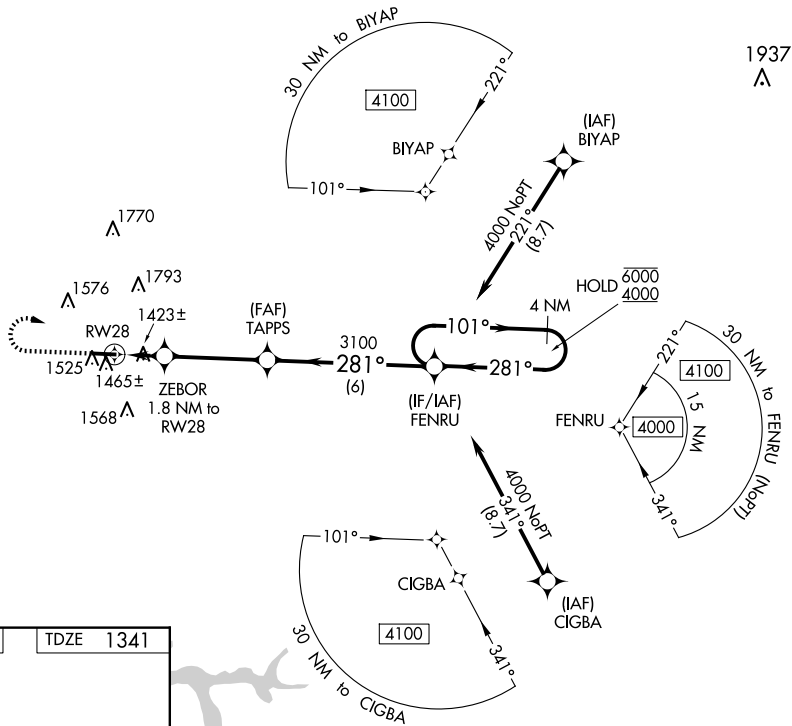 30 NM to BIYAP
4100
221°
BIYAP
101°
1937
(IAF)
BIYAP
4000 NoPT
221°
(8.7)
1770
1576
1793
1423±
RW28
1525
1465±
1568
ZEBOR
1.8 NM to
RW28
(FAF)
TAPPS
3100
281°
(6)
101°
4 NM
HOLD 6000
4000
281°
(IF/IAF)
FENRU
221°
4100
30 NM to FENRU (NoPT)
FENRU
4000
15 NM
341°
4000 NoPT
341°
(8.7)
(IAF)
CIGBA
101°
CIGBA
4100
341°
30 NM to CIGBA
TDZE 1341